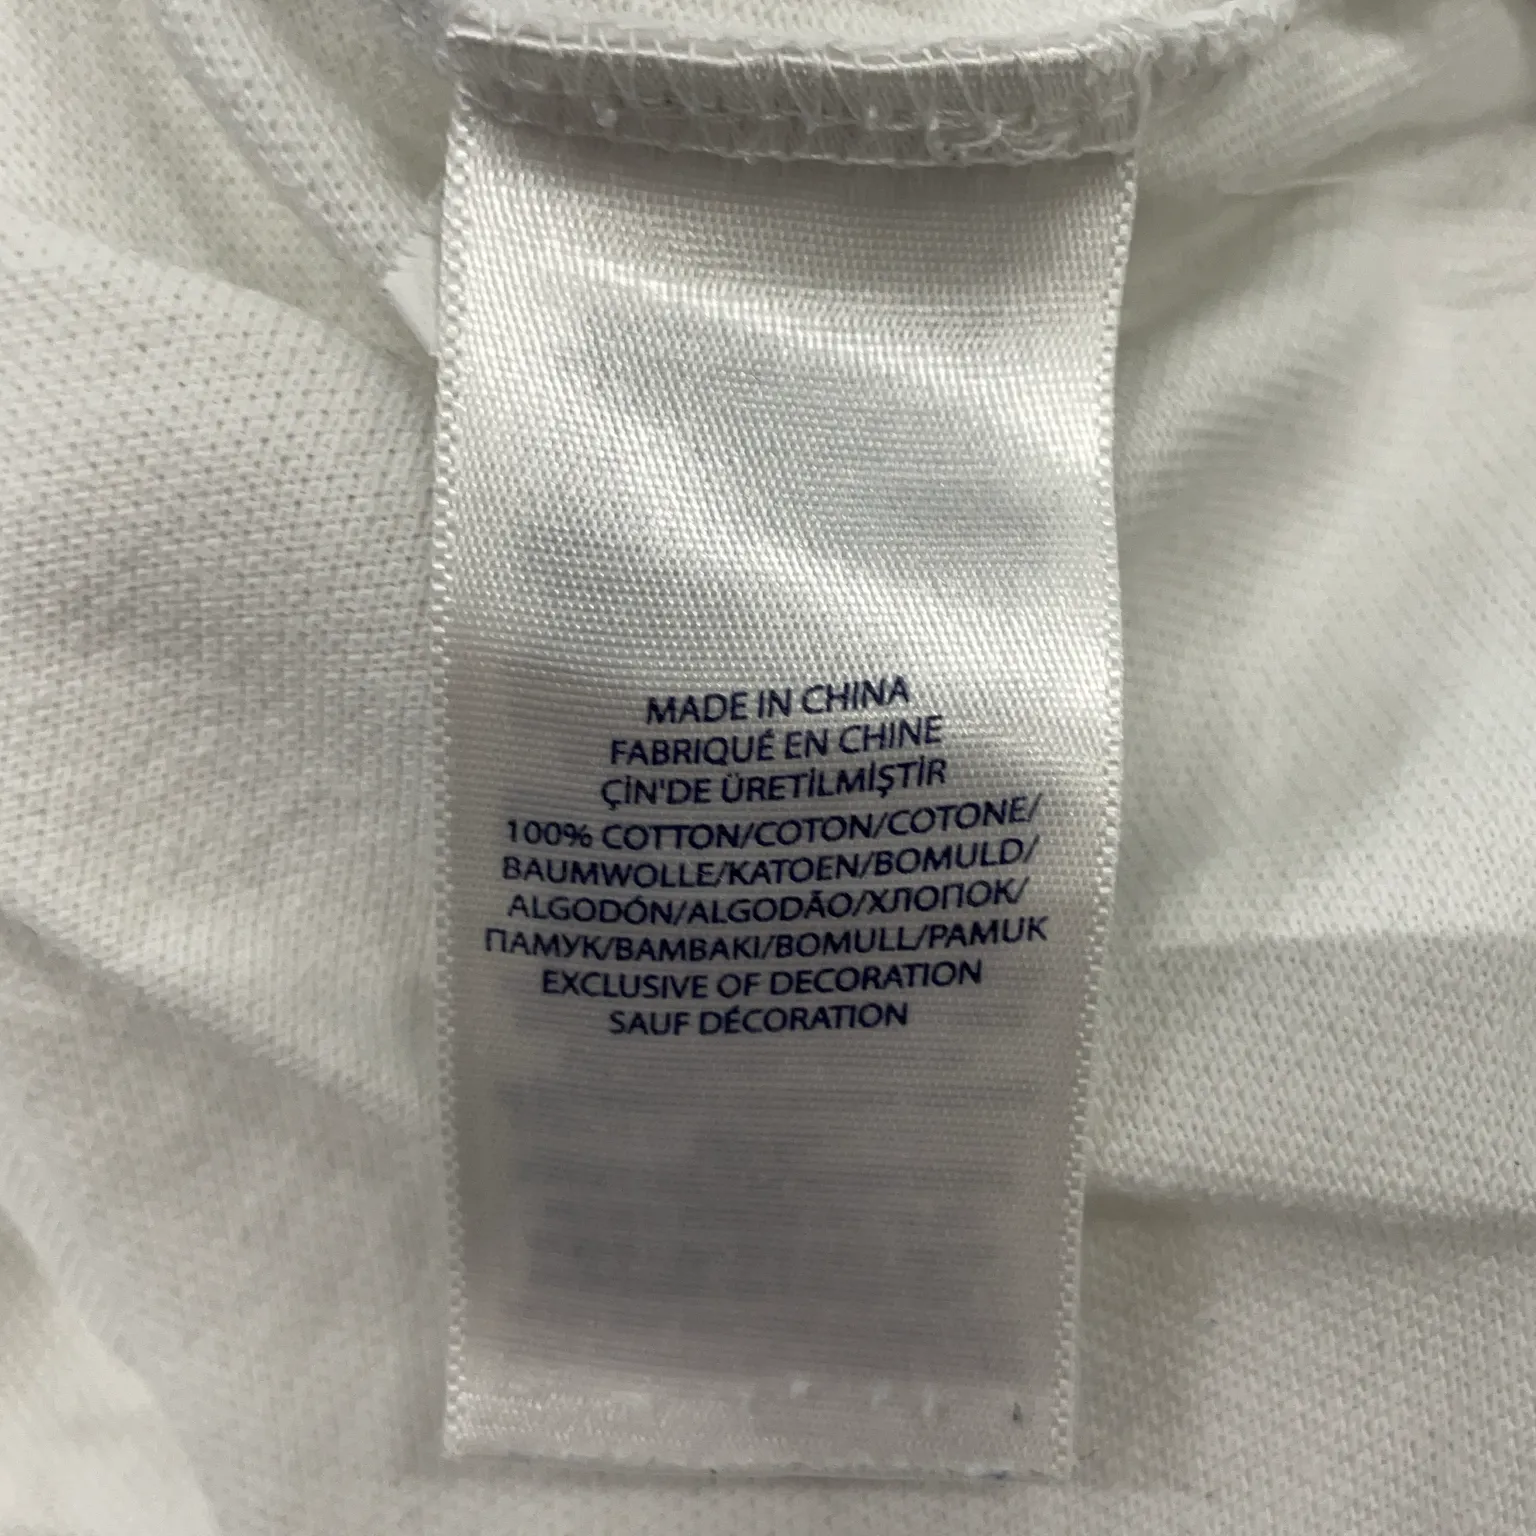 MADE IN CHINA
FABRIQUÉ EN CHINE
ÇİN'DE ÜRETİLMİŞTİR
100% COTTON/COTON/COTONE/
BAUMWOLLE/KATOEN/BOMULD/
ALGODÓN/ALGODÃO/ХЛОПОК/
ПАМУК/BAMBAKI/BOMULL/PAMUK
EXCLUSIVE OF DECORATION
SAUF DÉCORATION